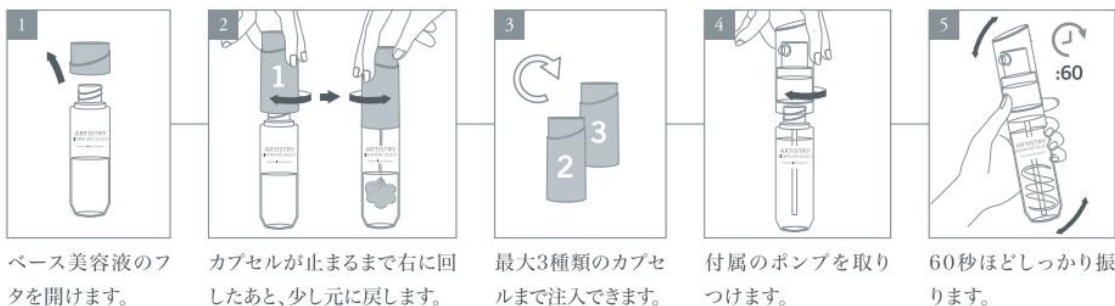 1
ARTISTRY
ベース美容液のフ
タを開けます。
2
1
ARTISTRY
ARTISTRY
カプセルが止まるまで右に回
したあと、少し元に戻します。
3
2
3
最大3種類のカプセ
ルまで注入できます。
4
ARTISTRY
付属のポンプを取り
つけます。
5
:60
ARTISTRY
60秒ほどしっかり振
ります。